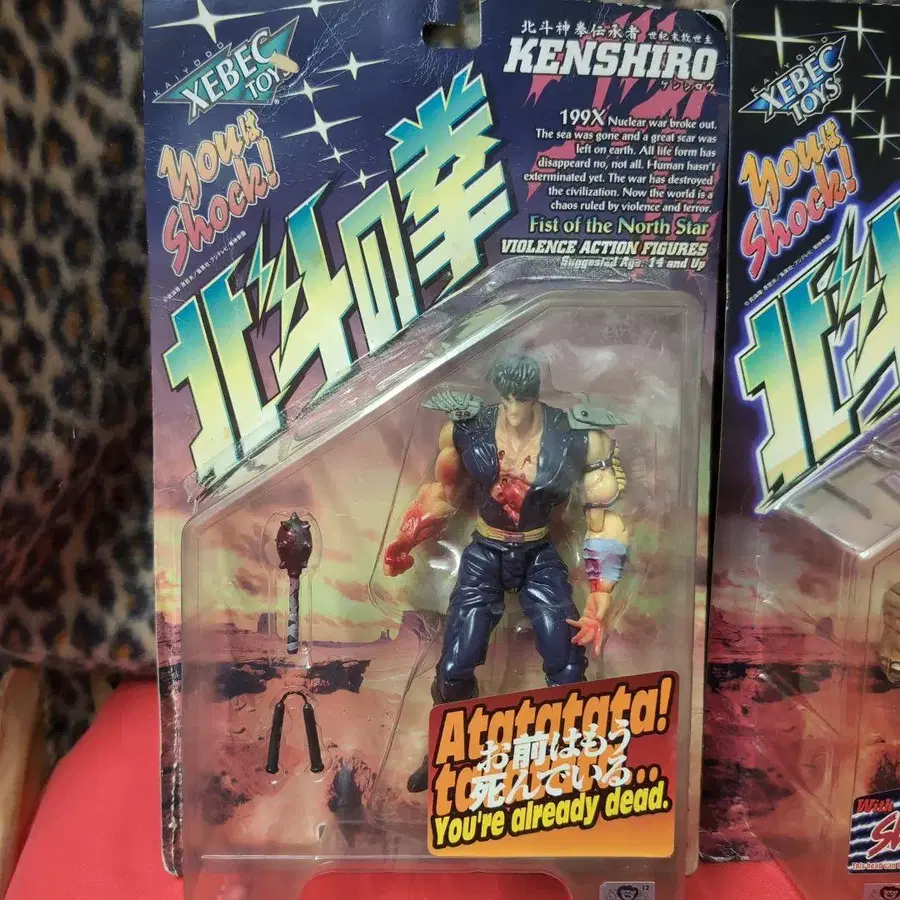 KAIYODO
XEBEC
TOYS
®
Youは
Shock!
北斗の拳
北斗神拳伝承者 世紀末救世主
KENSHIRO
ケンシロウ
199X Nuclear war broke out.
The sea was gone and a great scar was
left on earth. All life form has
disappeard no, not all. Human hasn't
exterminated yet. The war has destroyed
the civilization. Now the world is a
chaos ruled by violence and terror.
Fist of the North Star
VIOLENCE ACTION FIGURES
Suggested Age: 14 and Up
Atatatata!
お前はもう
死んでいる
You're already dead.
KAIYODO
XEBEC
TOYS
Youは
Shock!
北斗
With